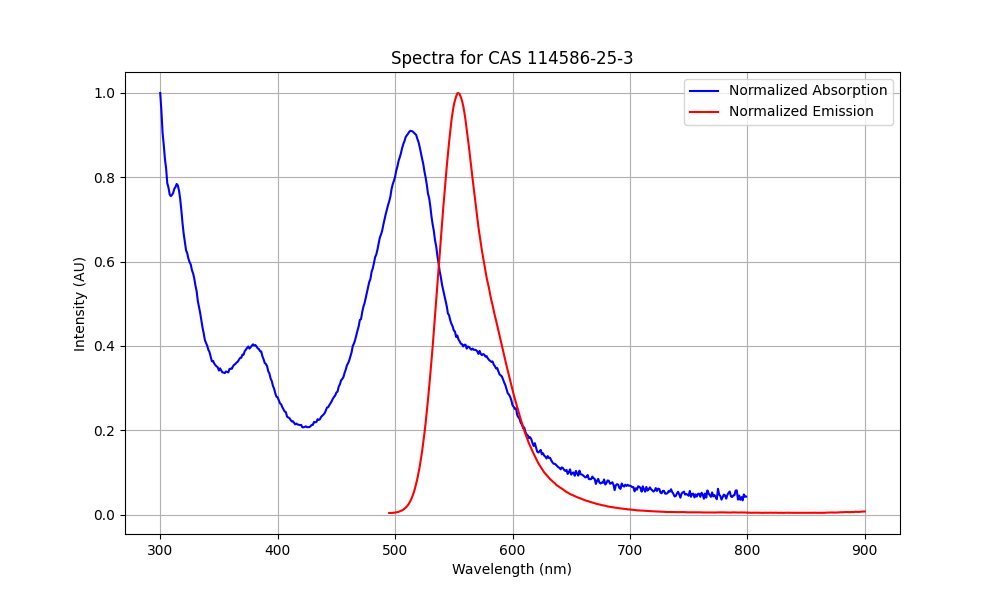 Spectra for CAS 114586-25-3
Normalized Absorption
Normalized Emission
1.0
0.8
0.6
0.4
0.2
0.0
Intensity (AU)
300 400 500 600 700 800 900
Wavelength (nm)